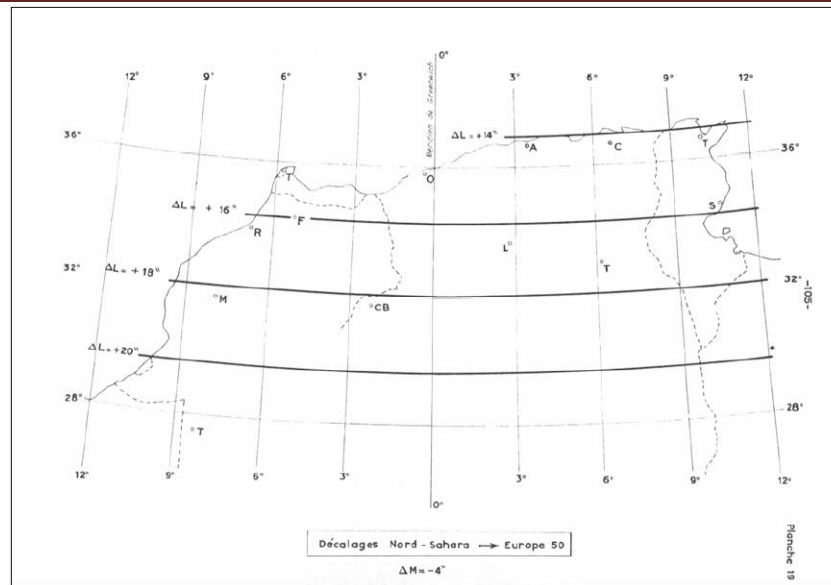 0°
12° 9° 6° 3° 3° 6° 9° 12°
Méridien de Greenwich
36°
ΔL=+14"
A C T
36°
T
O
ΔL = + 16"
F
S
R
L
T
32°
ΔL= + 18"
32°
M
CB
-105-
ΔL=+20"
28°
28°
T
12° 9° 6° 3° 3° 6° 9° 12°
0°
Décalages Nord-Sahara → Europe 50
ΔM=-4"
Planche 19